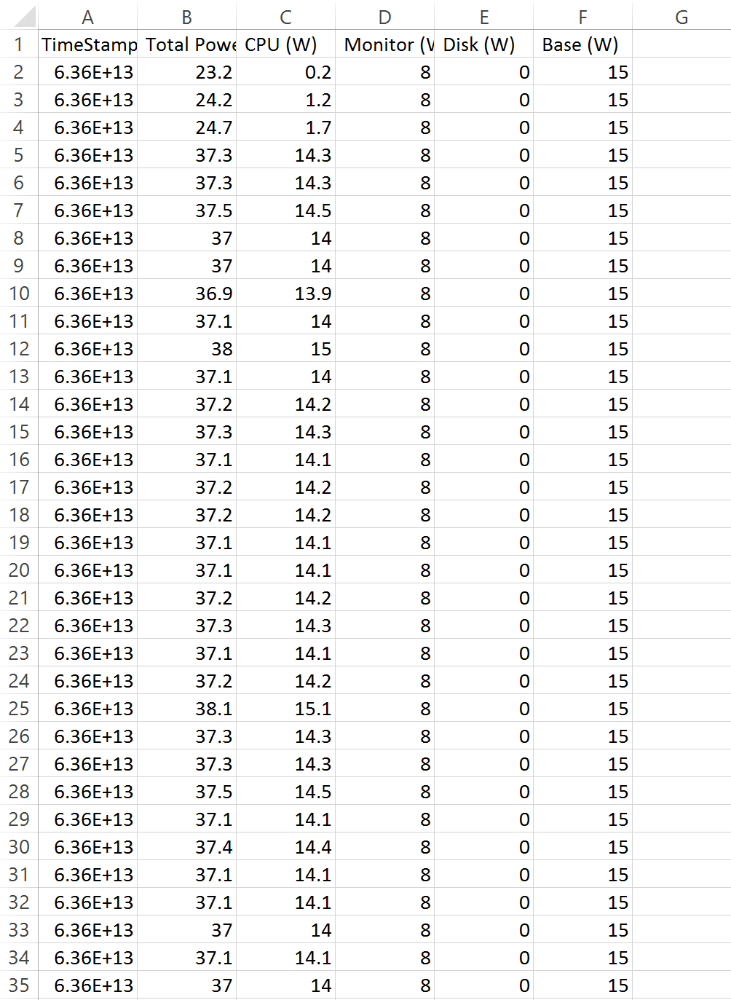 A B C D E F G
1 TimeStamp Total Powe CPU (W) Monitor (W Disk (W) Base (W)
2 6.36E+13 23.2 0.2 8 0 15
3 6.36E+13 24.2 1.2 8 0 15
4 6.36E+13 24.7 1.7 8 0 15
5 6.36E+13 37.3 14.3 8 0 15
6 6.36E+13 37.3 14.3 8 0 15
7 6.36E+13 37.5 14.5 8 0 15
8 6.36E+13 37 14 8 0 15
9 6.36E+13 37 14 8 0 15
10 6.36E+13 36.9 13.9 8 0 15
11 6.36E+13 37.1 14 8 0 15
12 6.36E+13 38 15 8 0 15
13 6.36E+13 37.1 14 8 0 15
14 6.36E+13 37.2 14.2 8 0 15
15 6.36E+13 37.3 14.3 8 0 15
16 6.36E+13 37.1 14.1 8 0 15
17 6.36E+13 37.2 14.2 8 0 15
18 6.36E+13 37.2 14.2 8 0 15
19 6.36E+13 37.1 14.1 8 0 15
20 6.36E+13 37.1 14.1 8 0 15
21 6.36E+13 37.2 14.2 8 0 15
22 6.36E+13 37.3 14.3 8 0 15
23 6.36E+13 37.1 14.1 8 0 15
24 6.36E+13 37.2 14.2 8 0 15
25 6.36E+13 38.1 15.1 8 0 15
26 6.36E+13 37.3 14.3 8 0 15
27 6.36E+13 37.3 14.3 8 0 15
28 6.36E+13 37.5 14.5 8 0 15
29 6.36E+13 37.1 14.1 8 0 15
30 6.36E+13 37.4 14.4 8 0 15
31 6.36E+13 37.1 14.1 8 0 15
32 6.36E+13 37.1 14.1 8 0 15
33 6.36E+13 37 14 8 0 15
34 6.36E+13 37.1 14.1 8 0 15
35 6.36E+13 37 14 8 0 15